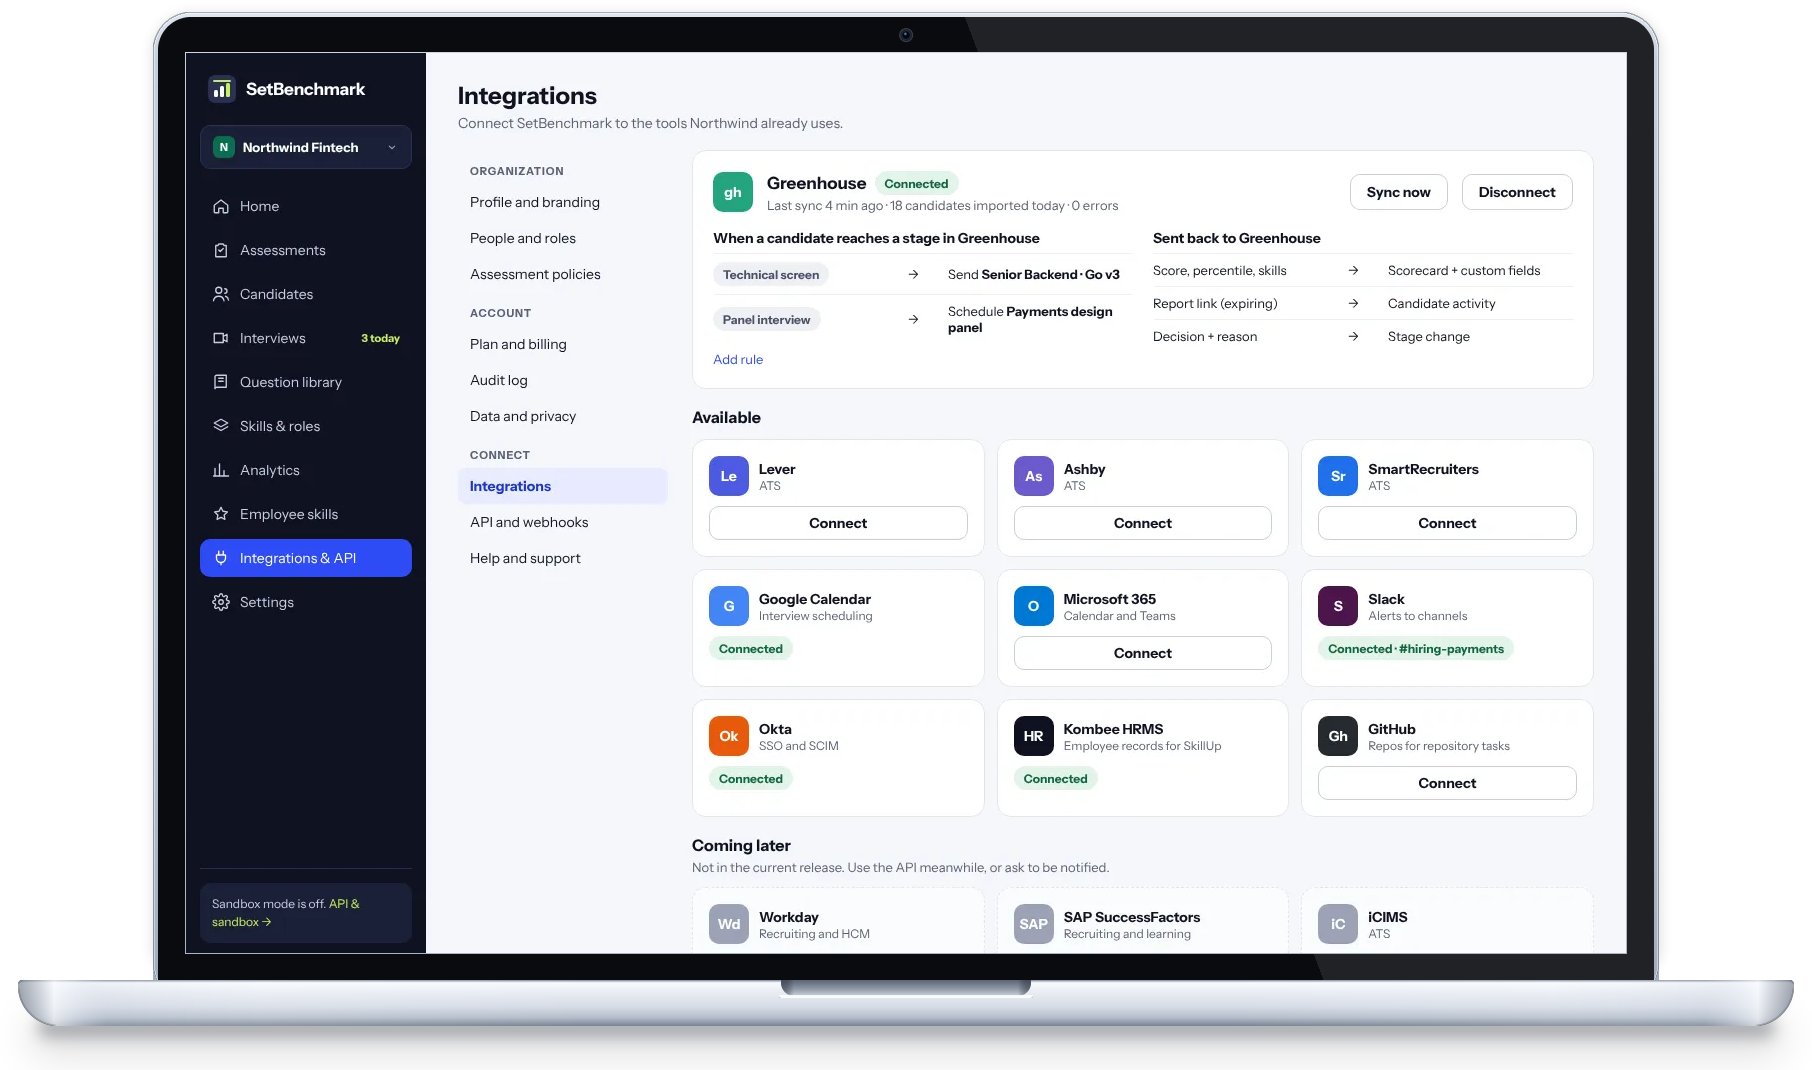 SetBenchmark
N Northwind Fintech
Home
Assessments
Candidates
Interviews 3 today
Question library
Skills & roles
Analytics
Employee skills
Integrations & API
Settings
Sandbox mode is off. API &
sandbox →
Integrations
Connect SetBenchmark to the tools Northwind already uses.
ORGANIZATION
Profile and branding
People and roles
Assessment policies
ACCOUNT
Plan and billing
Audit log
Data and privacy
CONNECT
Integrations
API and webhooks
Help and support
gh
Greenhouse Connected
Last sync 4 min ago · 18 candidates imported today · 0 errors
Sync now
Disconnect
When a candidate reaches a stage in Greenhouse
Technical screen → Send Senior Backend · Go v3
Panel interview → Schedule Payments design
panel
Add rule
Sent back to Greenhouse
Score, percentile, skills → Scorecard + custom fields
Report link (expiring) → Candidate activity
Decision + reason → Stage change
Available
Le
Lever
ATS
Connect
As
Ashby
ATS
Connect
Sr
SmartRecruiters
ATS
Connect
G
Google Calendar
Interview scheduling
Connected
O
Microsoft 365
Calendar and Teams
Connect
S
Slack
Alerts to channels
Connected · #hiring-payments
Ok
Okta
SSO and SCIM
Connected
HR
Kombee HRMS
Employee records for SkillUp
Connected
Gh
GitHub
Repos for repository tasks
Connect
Coming later
Not in the current release. Use the API meanwhile, or ask to be notified.
Wd
Workday
Recruiting and HCM
SAP
SAP SuccessFactors
Recruiting and learning
iC
iCIMS
ATS